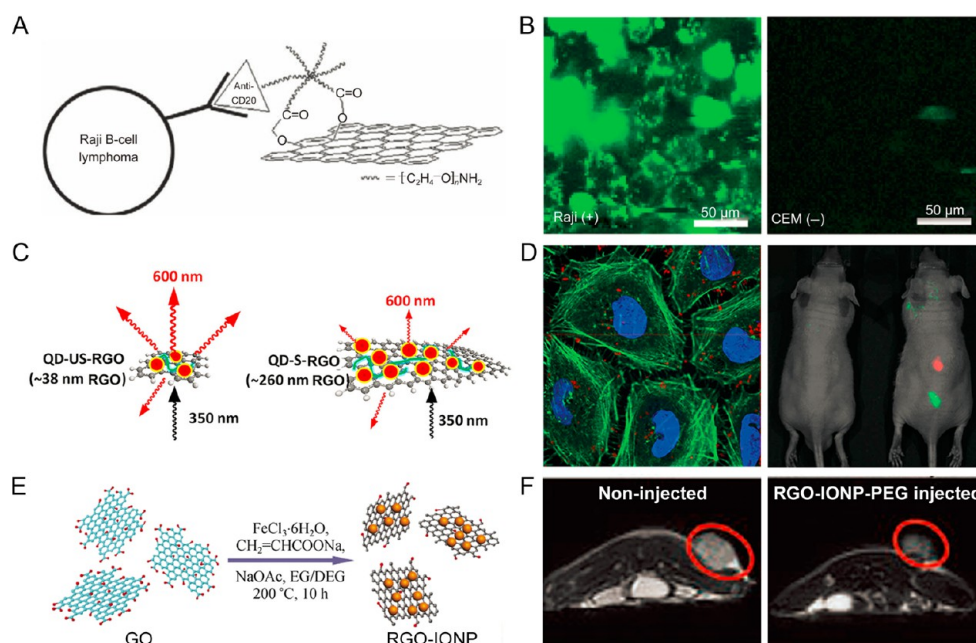 A
Anti-
CD20
C=O
C=O
O
O
Raji B-cell
lymphoma
= [C₂H₄⁻O]ₙNH₂
B
Raji (+)
50 μm
CEM (−)
50 μm
C
600 nm
QD-US-RGO
(~38 nm RGO)
350 nm
600 nm
QD-S-RGO
(~260 nm RGO)
350 nm
D
E
GO
FeCl₃·6H₂O,
CH₂=CHCOONa,
NaOAc, EG/DEG
200 °C, 10 h
RGO-IONP
F
Non-injected
RGO-IONP-PEG injected